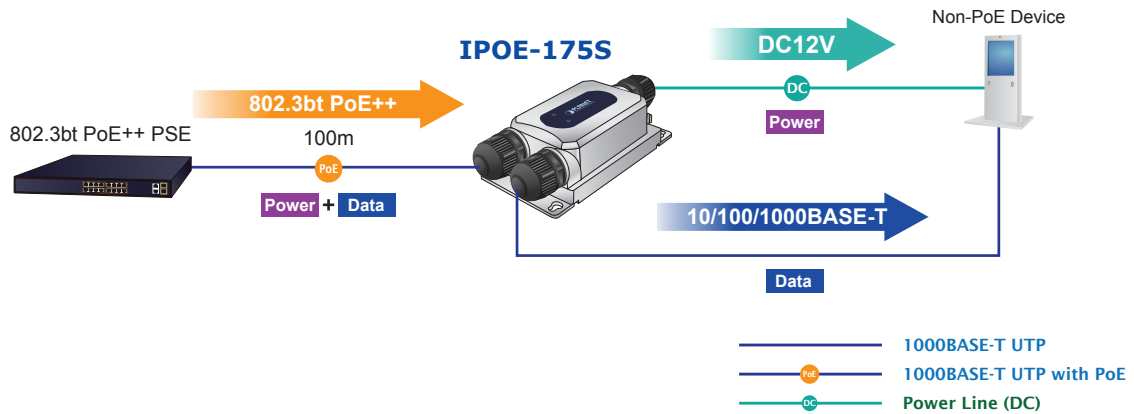 Non-PoE Device
DC12V
IPOE-175S
PLANET
802.3bt PoE++
DC
802.3bt PoE++ PSE
100m
Power
PoE
Power + Data
10/100/1000BASE-T
Data
1000BASE-T UTP
PoE
1000BASE-T UTP with PoE
DC
Power Line (DC)